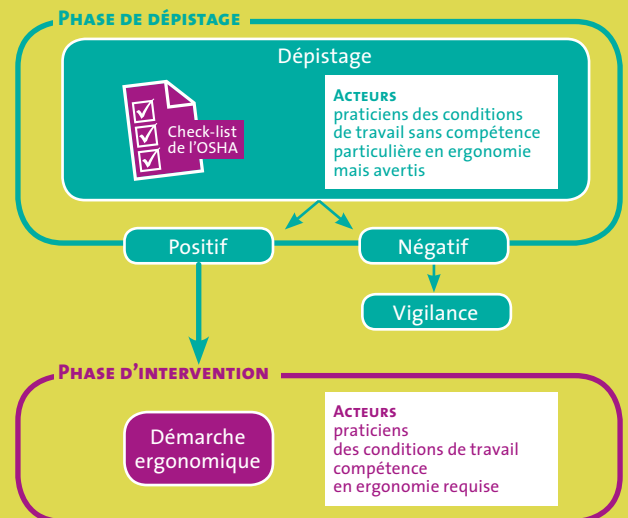 PHASE DE DÉPISTAGE
Dépistage
Check-list
de l'OSHA
ACTEURS
praticiens des conditions
de travail sans compétence
particulière en ergonomie
mais avertis
Positif
Négatif
Vigilance
PHASE D'INTERVENTION
Démarche
ergonomique
ACTEURS
praticiens
des conditions de travail
compétence
en ergonomie requise